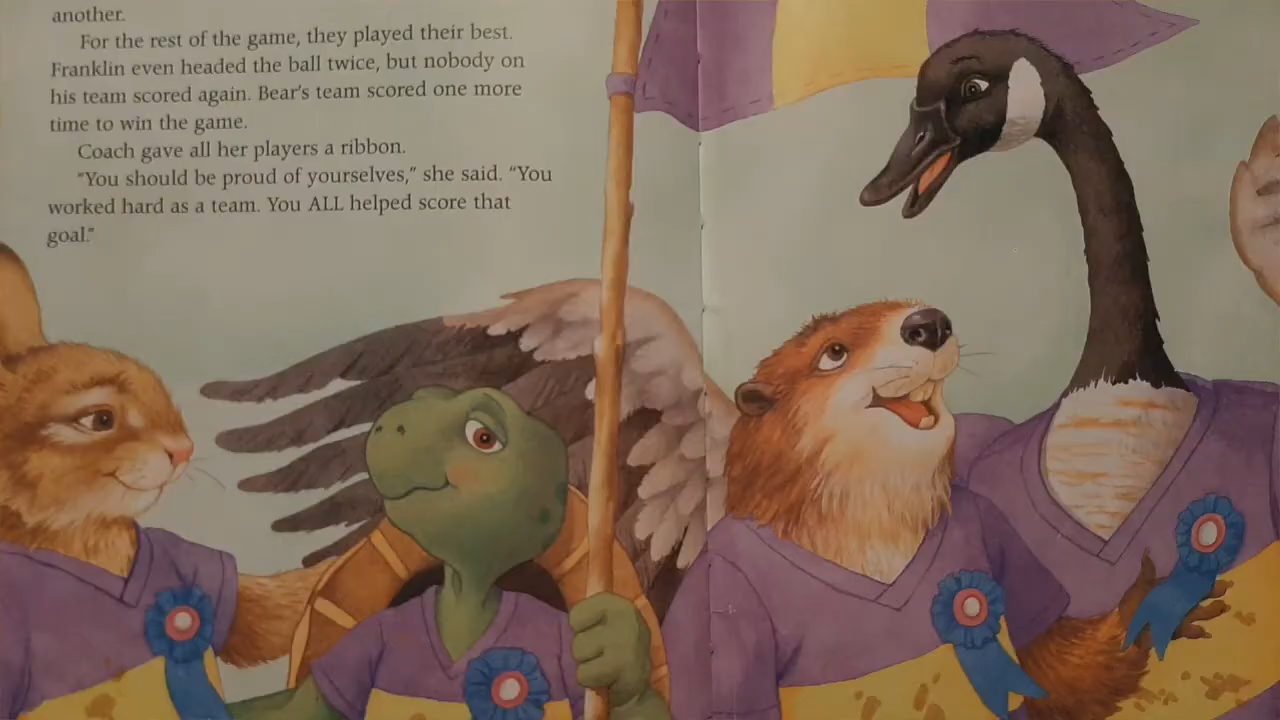 another.
For the rest of the game, they played their best.
Franklin even headed the ball twice, but nobody on
his team scored again. Bear's team scored one more
time to win the game.
Coach gave all her players a ribbon.
"You should be proud of yourselves," she said. "You
worked hard as a team. You ALL helped score that
goal."